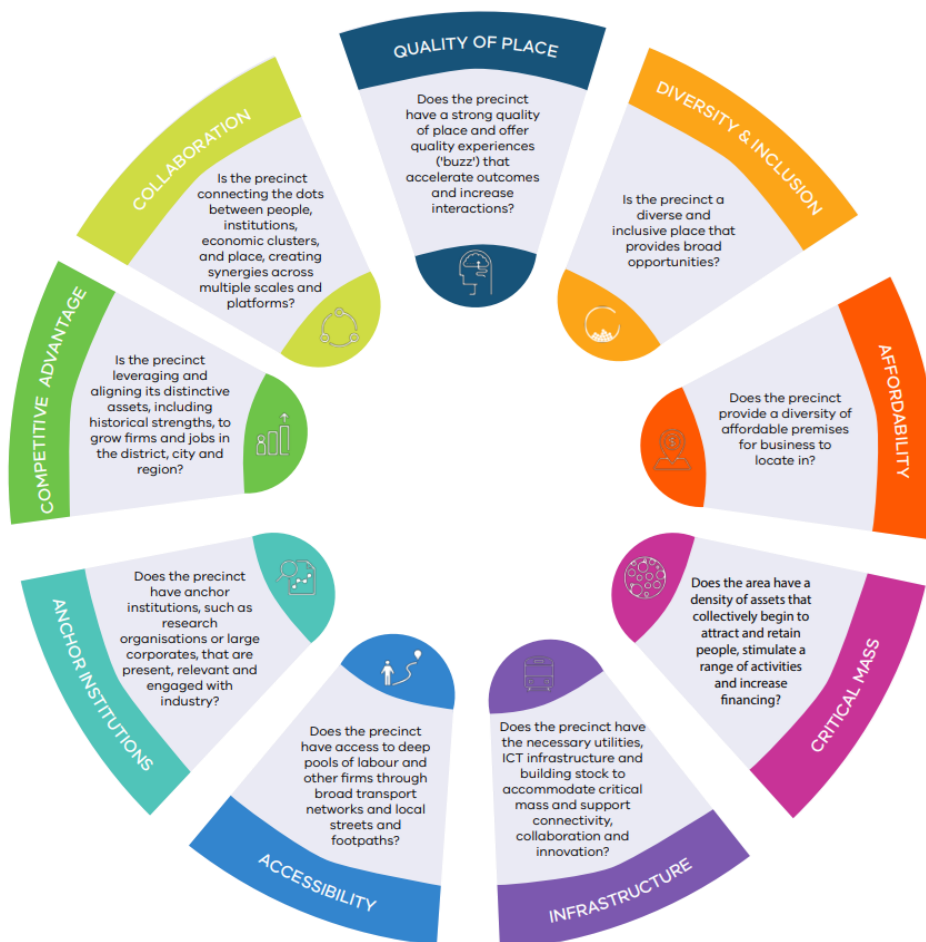 QUALITY OF PLACE
Does the precinct
have a strong quality
of place and offer
quality experiences
('buzz') that
accelerate outcomes
and increase
interactions?
DIVERSITY & INCLUSION
Is the precinct a
diverse and
inclusive place that
provides broad
opportunities?
AFFORDABILITY
Does the precinct
provide a diversity of
affordable premises
for business to
locate in?
CRITICAL MASS
Does the area have a
density of assets that
collectively begin to
attract and retain
people, stimulate a
range of activities
and increase
financing?
INFRASTRUCTURE
Does the precinct have
the necessary utilities,
ICT infrastructure and
building stock to
accommodate critical
mass and support
connectivity,
collaboration and
innovation?
ACCESSIBILITY
Does the precinct
have access to deep
pools of labour and
other firms through
broad transport
networks and local
streets and
footpaths?
ANCHOR INSTITUTIONS
Does the precinct
have anchor
institutions, such as
research
organisations or large
corporates, that are
present, relevant and
engaged with
industry?
COMPETITIVE ADVANTAGE
Is the precinct
leveraging and
aligning its distinctive
assets, including
historical strengths, to
grow firms and jobs in
the district, city and
region?
COLLABORATION
Is the precinct
connecting the dots
between people,
institutions,
economic clusters,
and place, creating
synergies across
multiple scales and
platforms?